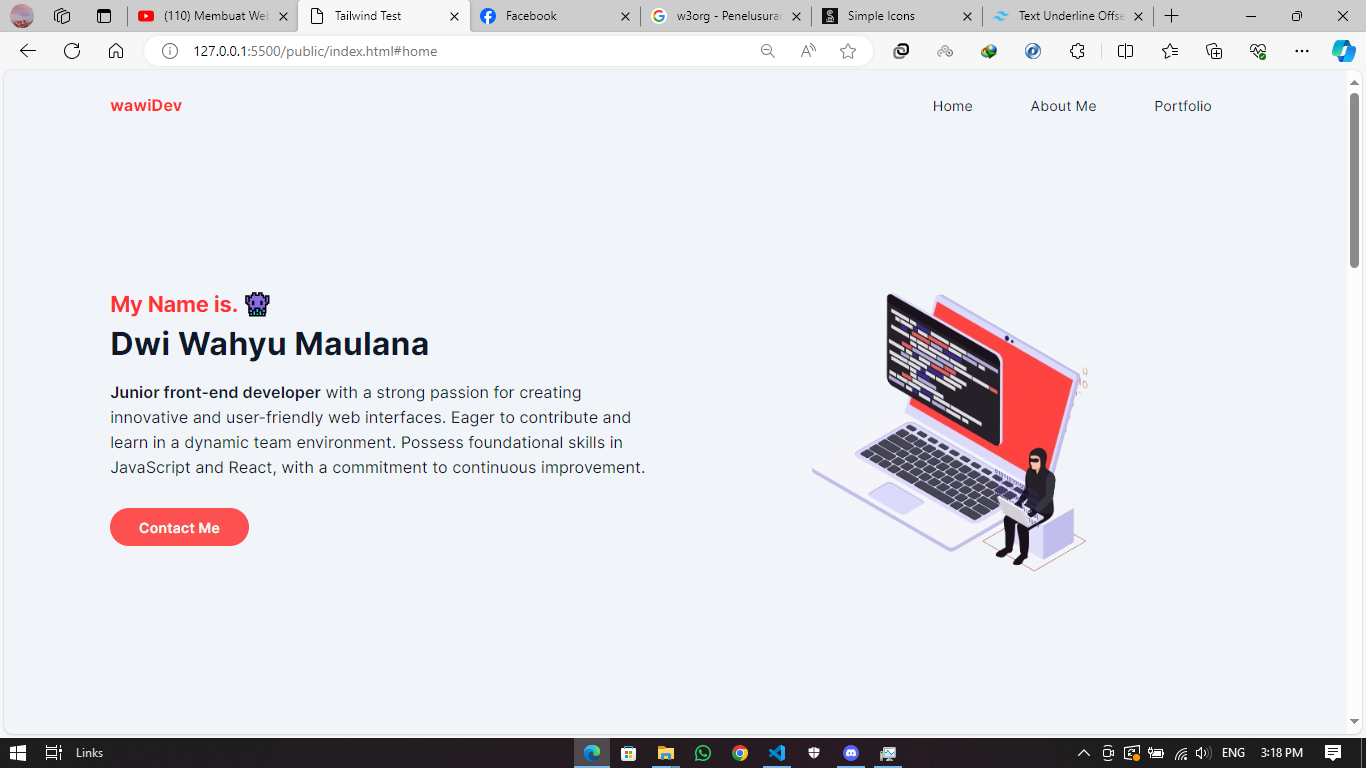 (110) Membuat Web
Tailwind Test
Facebook
w3org - Penelusuran
Simple Icons
Text Underline Offse
127.0.0.1:5500/public/index.html#home
wawiDev
Home
About Me
Portfolio
My Name is.
Dwi Wahyu Maulana
Junior front-end developer with a strong passion for creating
innovative and user-friendly web interfaces. Eager to contribute and
learn in a dynamic team environment. Possess foundational skills in
JavaScript and React, with a commitment to continuous improvement.
Contact Me
Links
ENG
3:18 PM